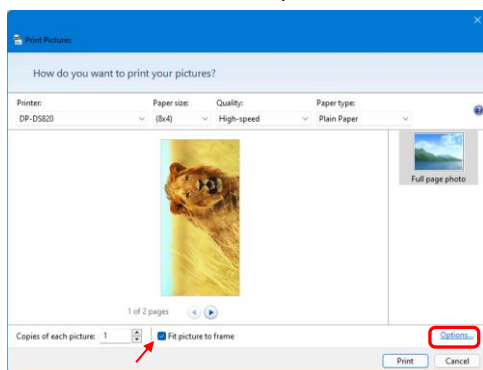 Print Pictures
How do you want to print your pictures?
Printer: Paper size: Quality: Paper type:
DP-DS820 (8x4) High-speed Plain Paper
Full page photo
1 of 2 pages
Copies of each picture: 1 Fit picture to frame Options...
Print Cancel